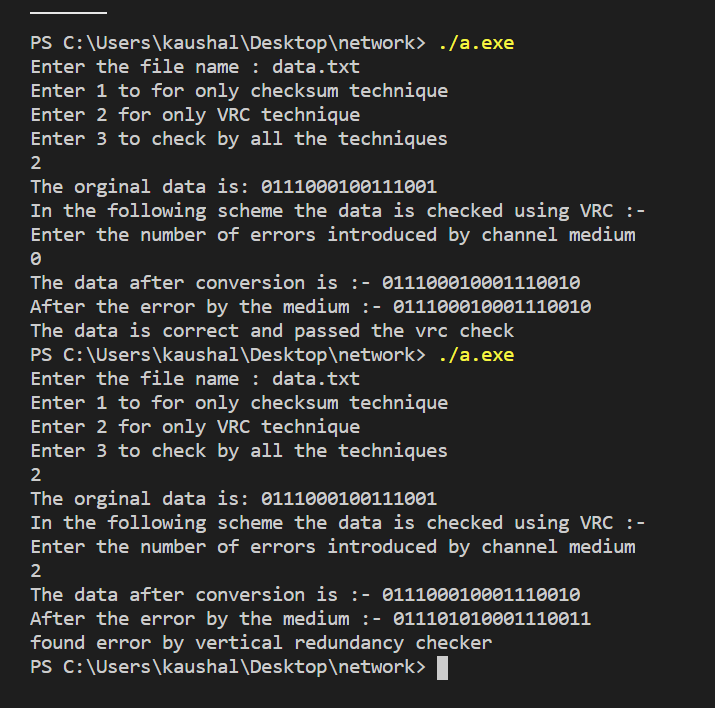 PS C:\Users\kaushal\Desktop\network> ./a.exe
Enter the file name : data.txt
Enter 1 to for only checksum technique
Enter 2 for only VRC technique
Enter 3 to check by all the techniques
2
The orginal data is: 0111000100111001
In the following scheme the data is checked using VRC :-
Enter the number of errors introduced by channel medium
0
The data after conversion is :- 011100010001110010
After the error by the medium :- 011100010001110010
The data is correct and passed the vrc check
PS C:\Users\kaushal\Desktop\network> ./a.exe
Enter the file name : data.txt
Enter 1 to for only checksum technique
Enter 2 for only VRC technique
Enter 3 to check by all the techniques
2
The orginal data is: 0111000100111001
In the following scheme the data is checked using VRC :-
Enter the number of errors introduced by channel medium
2
The data after conversion is :- 011100010001110010
After the error by the medium :- 011101010001110011
found error by vertical redundancy checker
PS C:\Users\kaushal\Desktop\network>